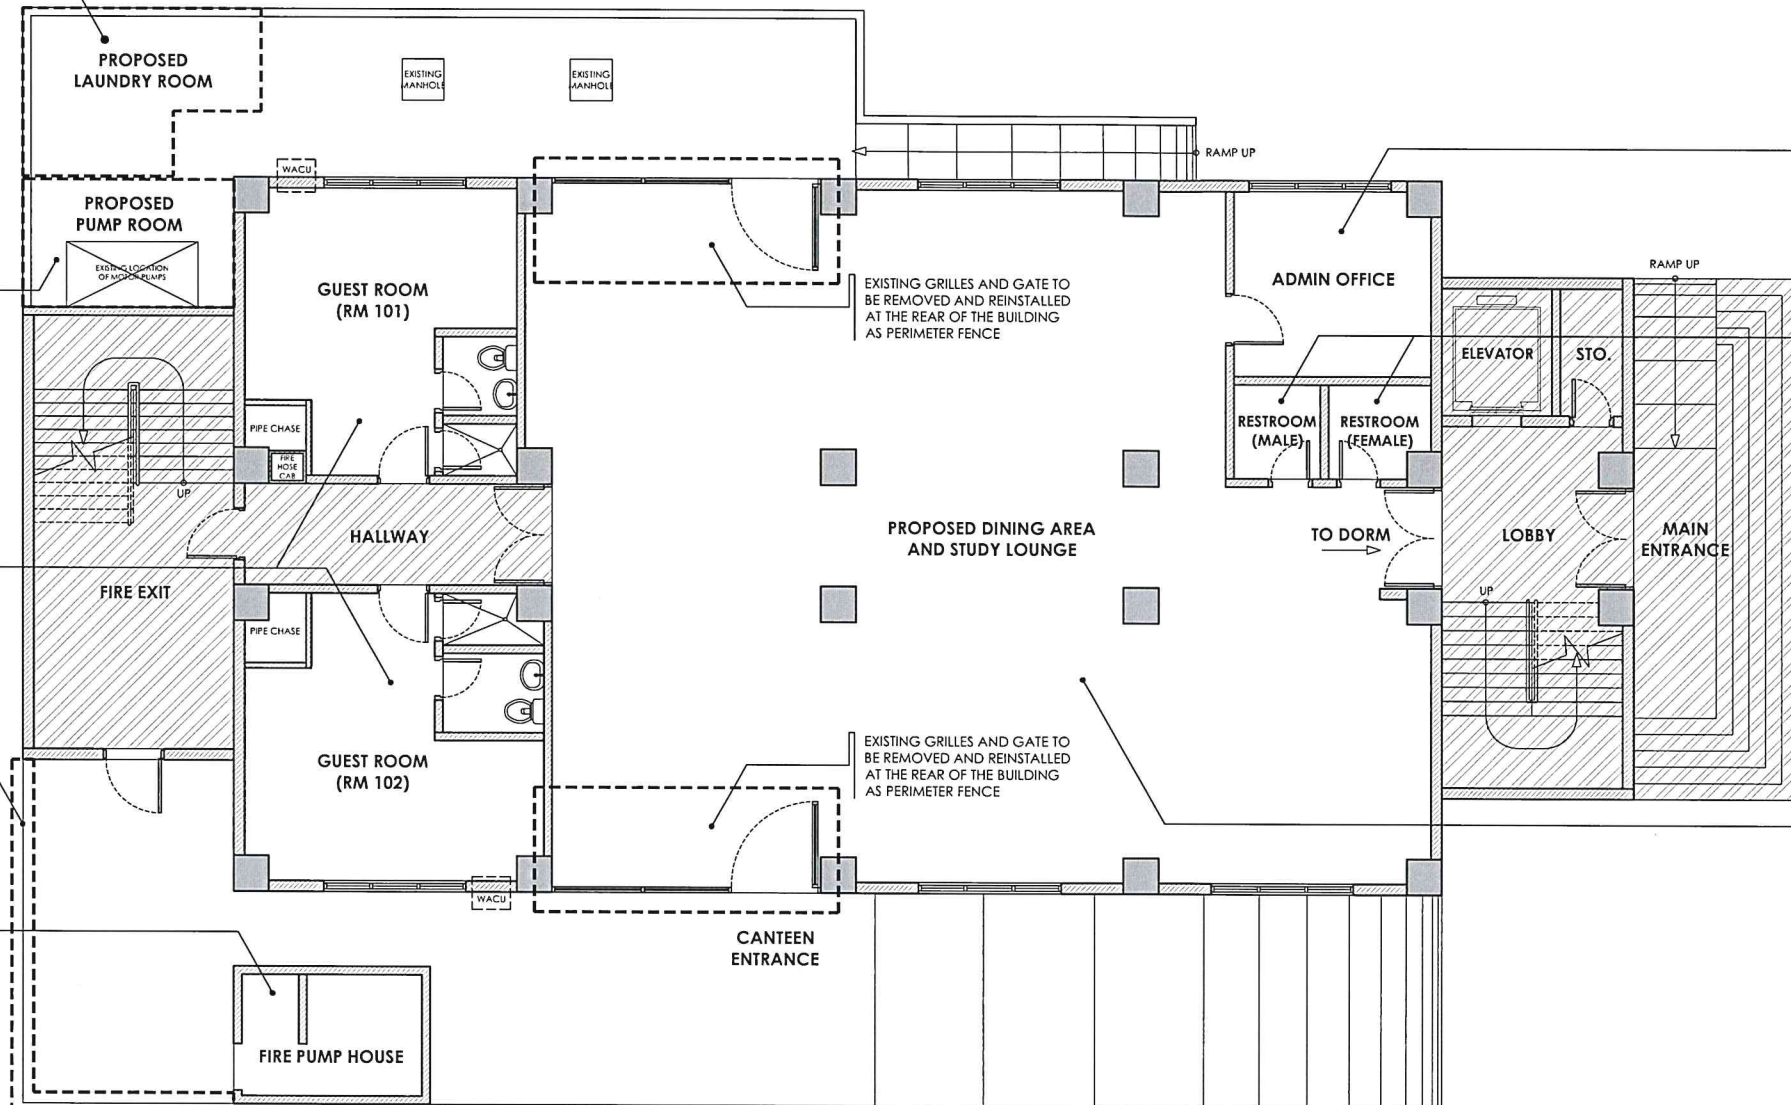 PROPOSED
LAUNDRY ROOM
EXISTING
MANHOLE
EXISTING
MANHOLE
RAMP UP
WACU
PROPOSED
PUMP ROOM
EXISTING LOCATION
OF MOTOR PUMPS
GUEST ROOM
(RM 101)
EXISTING GRILLES AND GATE TO
BE REMOVED AND REINSTALLED
AT THE REAR OF THE BUILDING
AS PERIMETER FENCE
ADMIN OFFICE
RAMP UP
ELEVATOR
STO.
PIPE CHASE
FIRE
HOSE
CAB
UP
RESTROOM
(MALE)
RESTROOM
(FEMALE)
HALLWAY
PROPOSED DINING AREA
AND STUDY LOUNGE
TO DORM
LOBBY
MAIN
ENTRANCE
FIRE EXIT
UP
PIPE CHASE
GUEST ROOM
(RM 102)
EXISTING GRILLES AND GATE TO
BE REMOVED AND REINSTALLED
AT THE REAR OF THE BUILDING
AS PERIMETER FENCE
WACU
CANTEEN
ENTRANCE
FIRE PUMP HOUSE